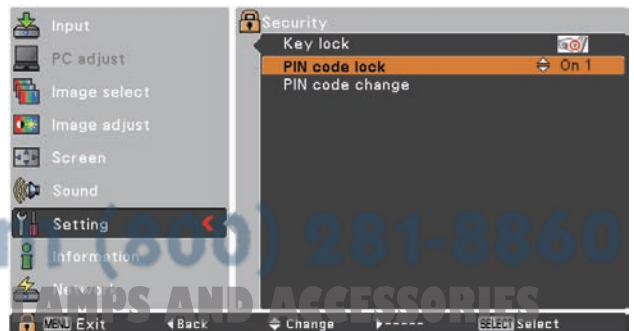 Input
PC adjust
Image select
Image adjust
Screen
Sound
Setting
Information
Network
Security
Key lock
PIN code lock On 1
PIN code change
m (800) 281-8860
LAMPS AND ACCESSORIES
MENU Exit Back Change ----- SELECT Select